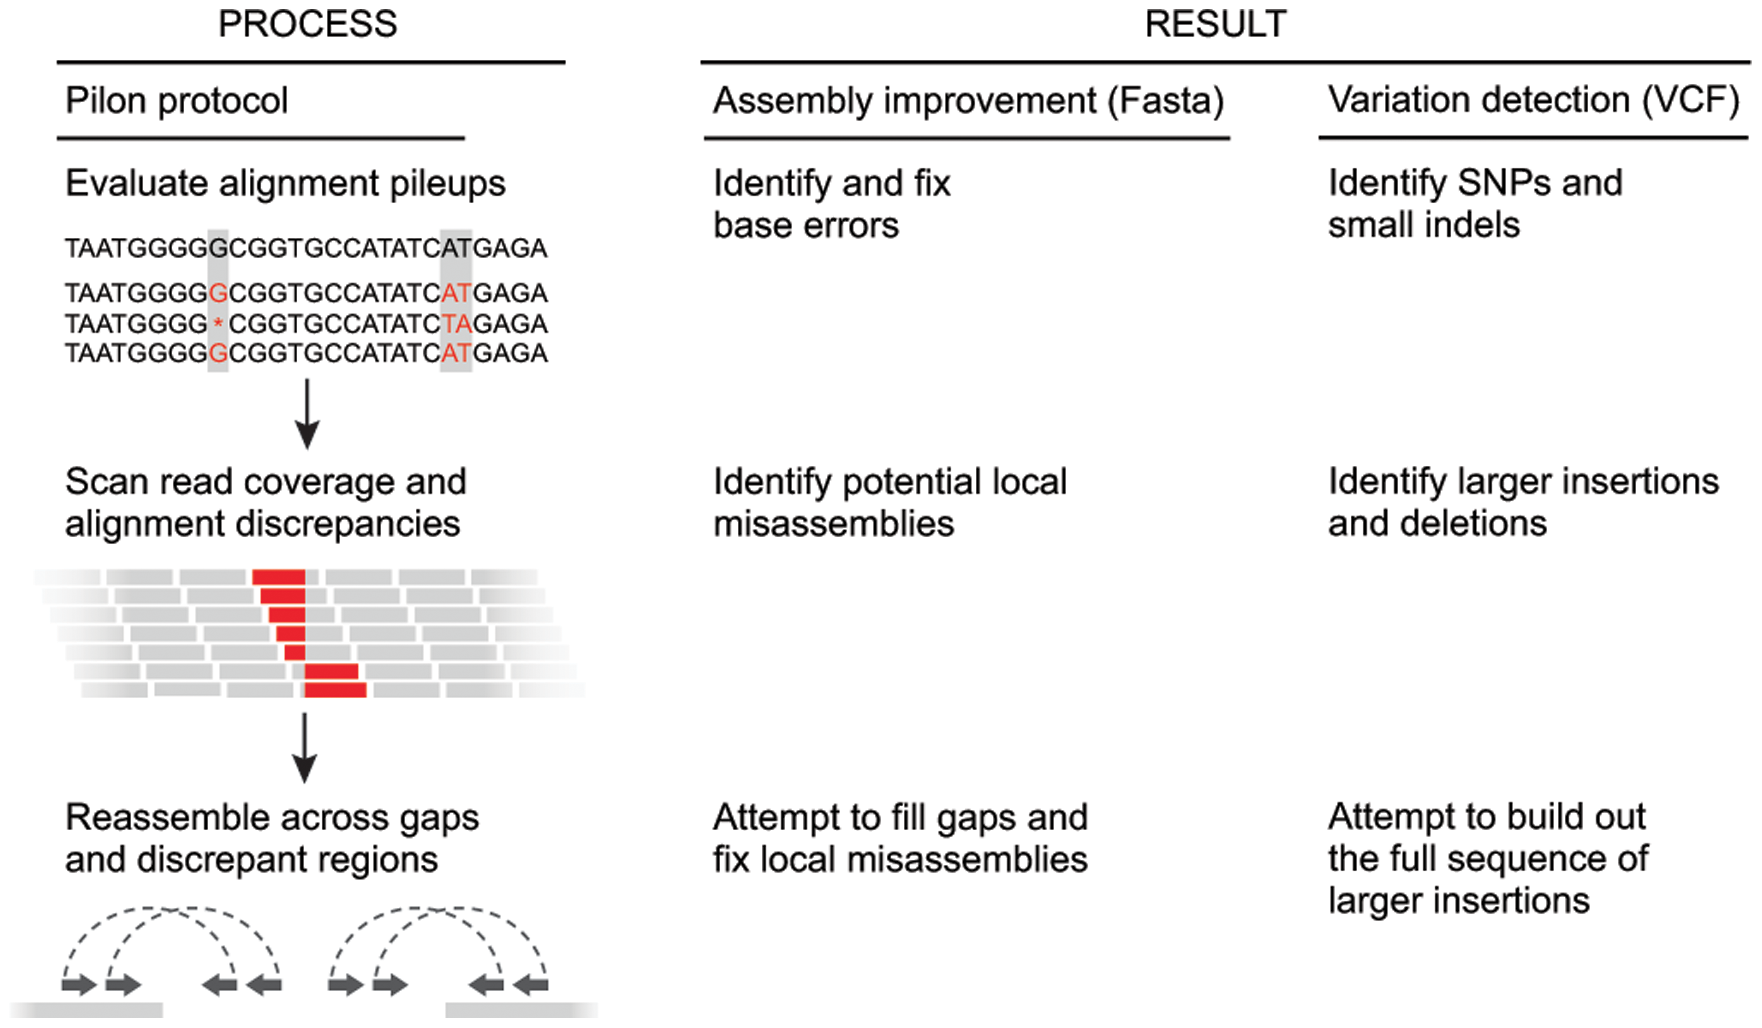 PROCESS
RESULT
Pilon protocol
Assembly improvement (Fasta)
Variation detection (VCF)
Evaluate alignment pileups
Identify and fix
base errors
Identify SNPs and
small indels
TAATGGGGGCGGTGCCATATCATGAGA
TAATGGGGGCGGTGCCATATCATGAGA
TAATGGGG*CGGTGCCATATCTAGAGA
TAATGGGGGCGGTGCCATATCATGAGA
Scan read coverage and
alignment discrepancies
Identify potential local
misassemblies
Identify larger insertions
and deletions
Reassemble across gaps
and discrepant regions
Attempt to fill gaps and
fix local misassemblies
Attempt to build out
the full sequence of
larger insertions